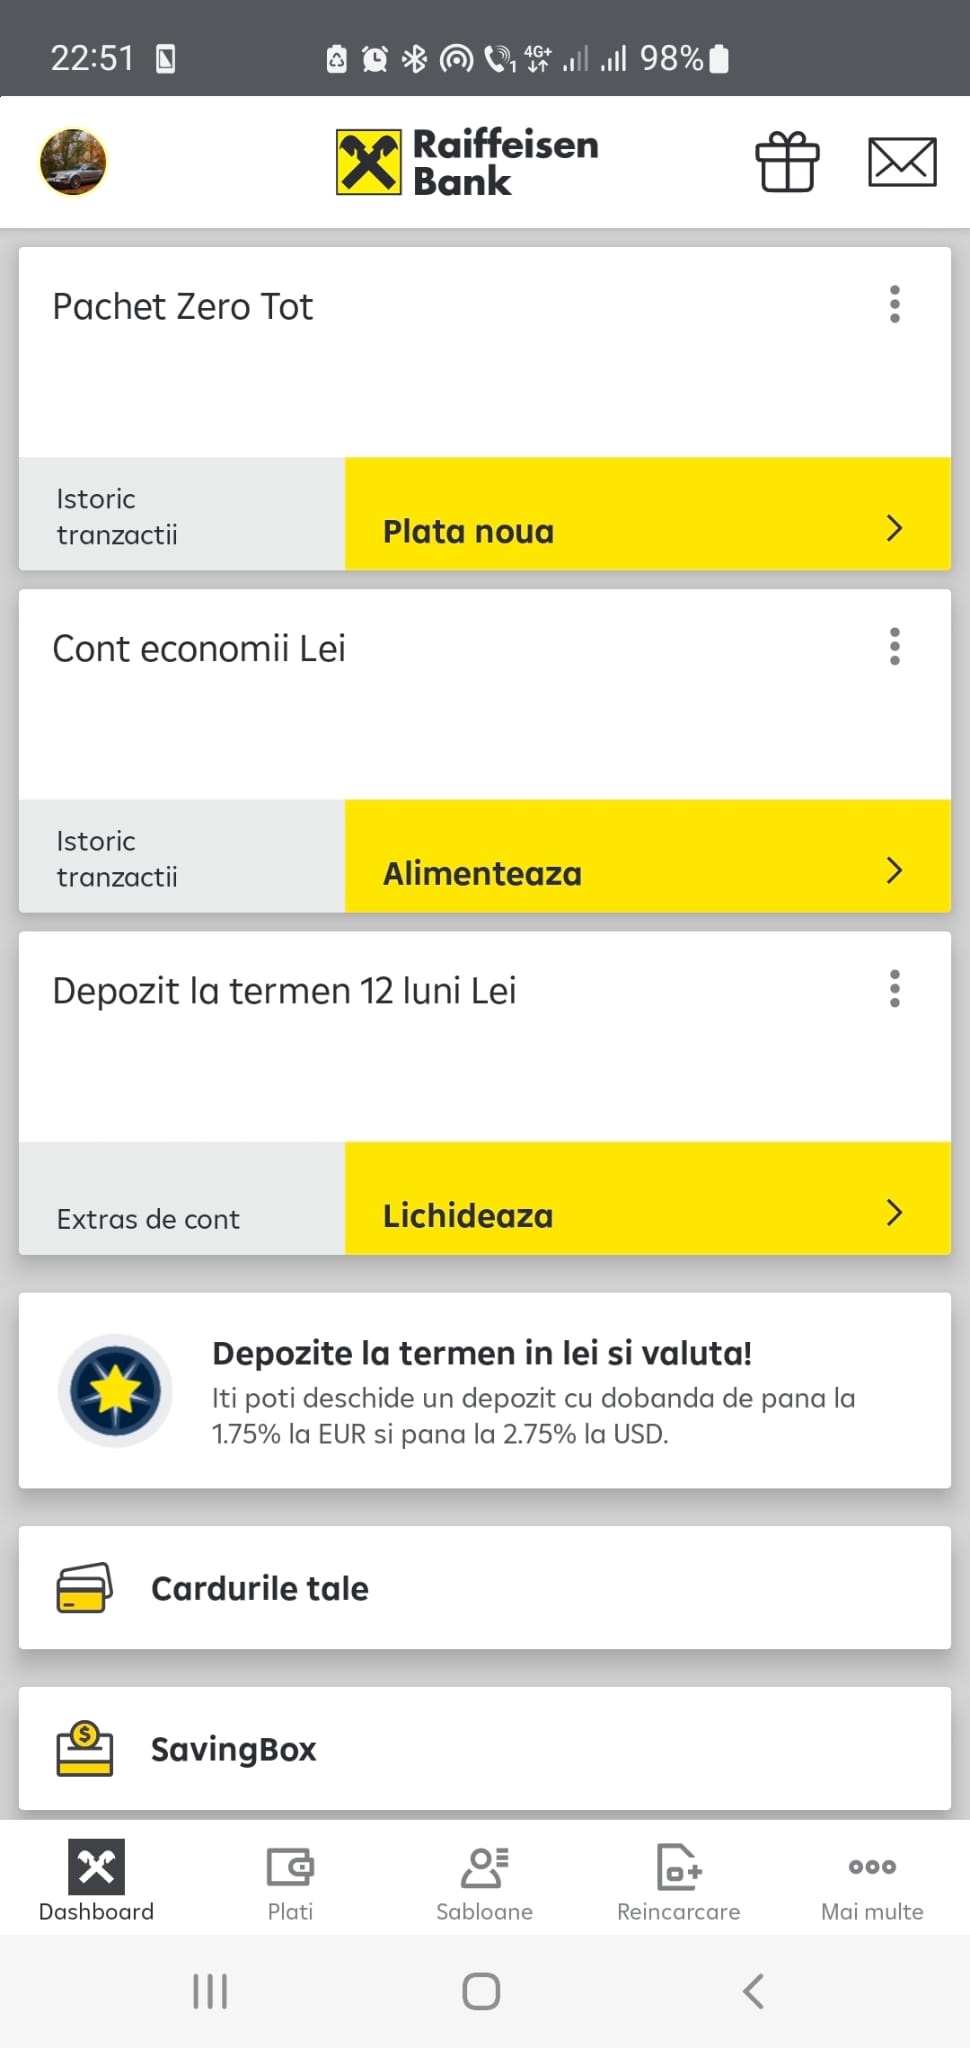 22:51
1 4G+ 98%
Raiffeisen
Bank
Pachet Zero Tot
Istoric
tranzactii
Plata noua
Cont economii Lei
Istoric
tranzactii
Alimenteaza
Depozit la termen 12 luni Lei
Extras de cont
Lichideaza
Depozite la termen in lei si valuta!
Iti poti deschide un depozit cu dobanda de pana la
1.75% la EUR si pana la 2.75% la USD.
Cardurile tale
$
SavingBox
Dashboard
Plati
Sabloane
Reincarcare
Mai multe